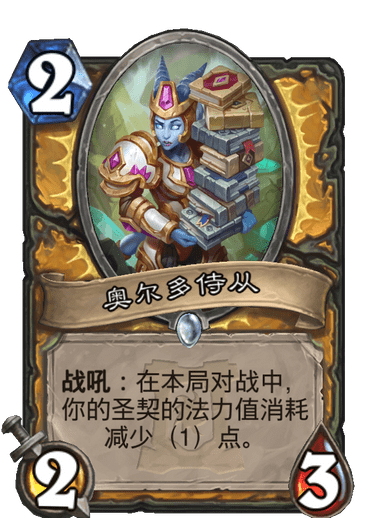 2
奥尔多侍从
战吼：在本局对战中，
你的圣契的法力值消耗
减少（1）点。
2
3